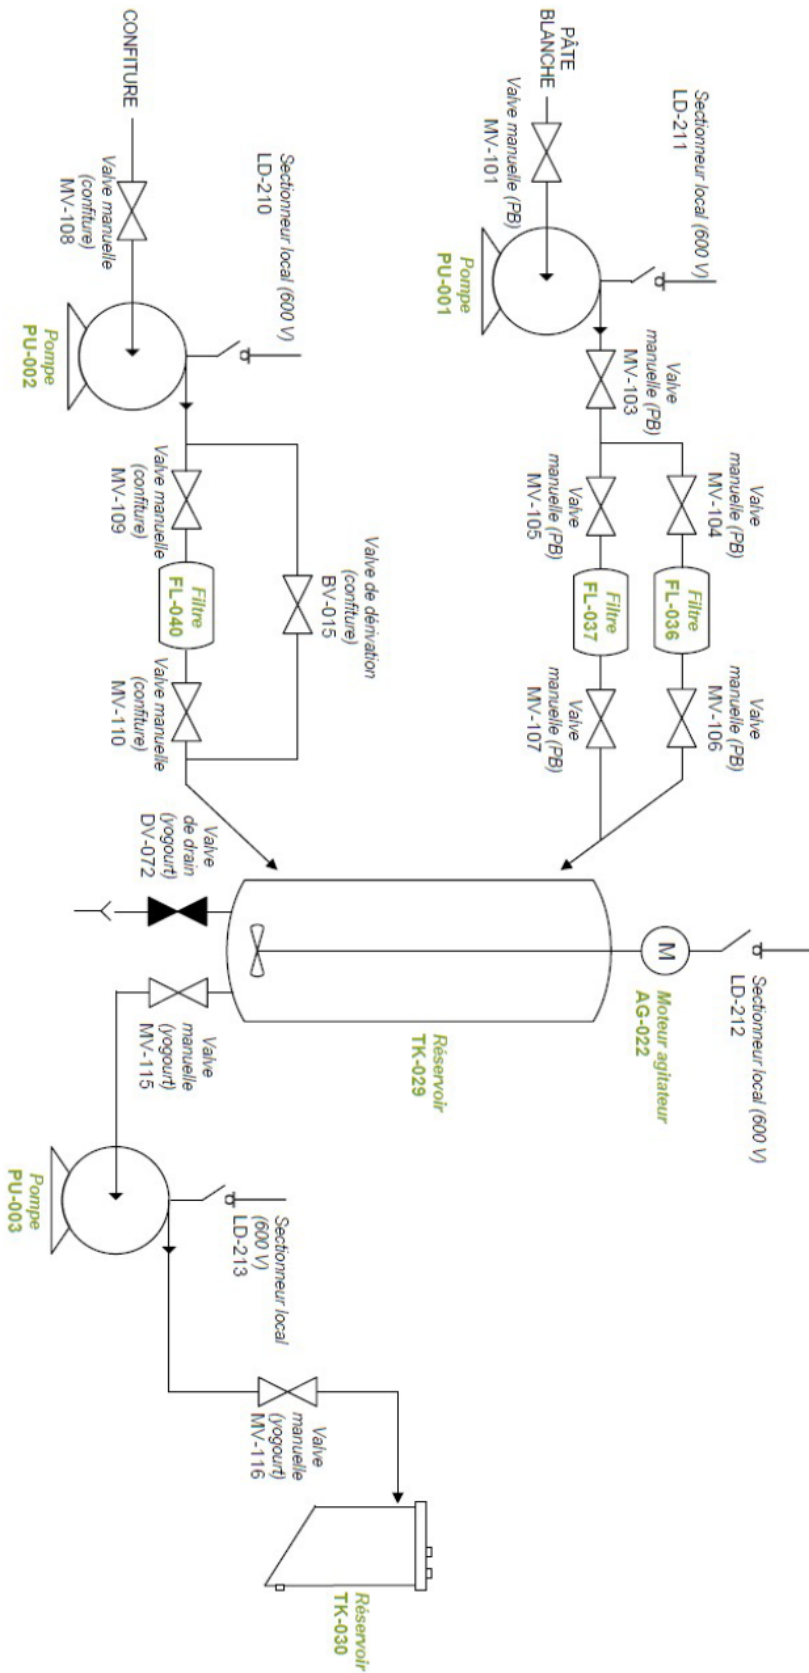 PÂTE
BLANCHE
Valve manuelle (PB)
MV-101
Sectionneur local (600 V)
LD-211
Pompe
PU-001
Valve
manuelle (PB)
MV-103
Valve
manuelle (PB)
MV-104
Valve
manuelle (PB)
MV-105
Filtre
FL-036
Filtre
FL-037
Valve
manuelle (PB)
MV-106
Valve
manuelle (PB)
MV-107
CONFITURE
Valve manuelle
(confiture)
MV-108
Sectionneur local (600 V)
LD-210
Pompe
PU-002
Valve manuelle
(confiture)
MV-109
Filtre
FL-040
Valve de dérivation
(confiture)
BV-015
Valve manuelle
(confiture)
MV-110
Sectionneur local (600 V)
LD-212
M
Moteur agitateur
AG-022
Réservoir
TK-029
Valve
de drain
(yogourt)
DV-072
Valve
manuelle
(yogourt)
MV-115
Pompe
PU-003
Sectionneur local
(600 V)
LD-213
Valve
manuelle
(yogourt)
MV-116
Réservoir
TK-030